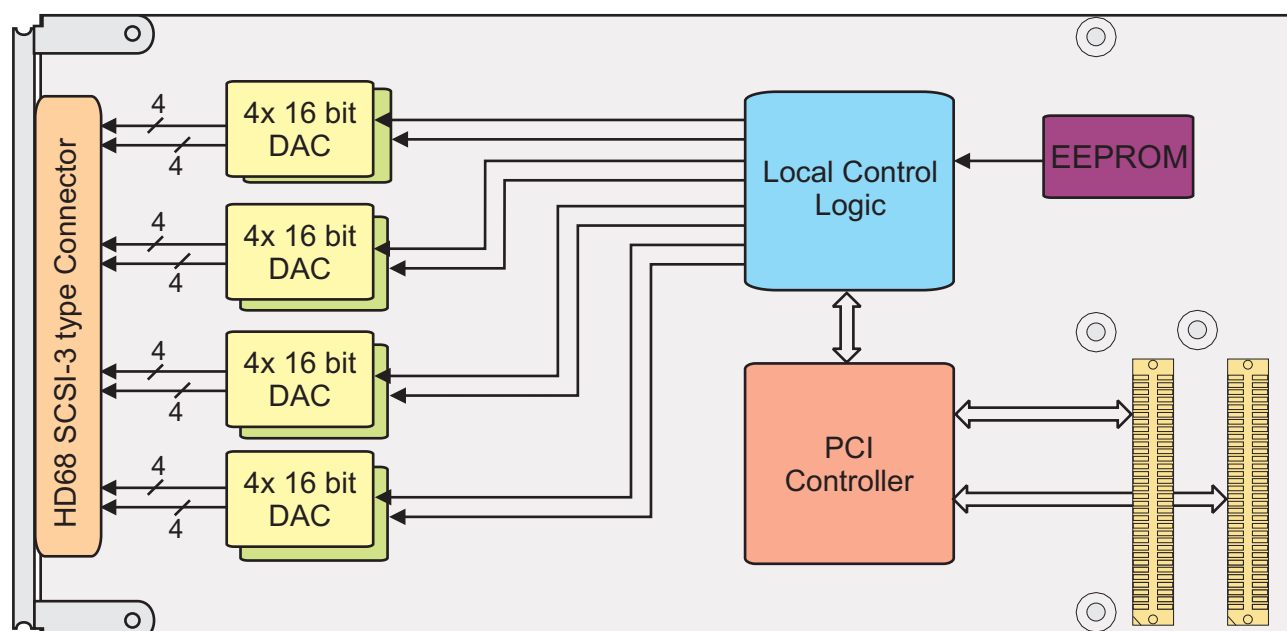 HD68 SCSI-3 type Connector
4
4
4x 16 bit
DAC
4
4
4x 16 bit
DAC
4
4
4x 16 bit
DAC
4
4
4x 16 bit
DAC
Local Control
Logic
EEPROM
PCI
Controller